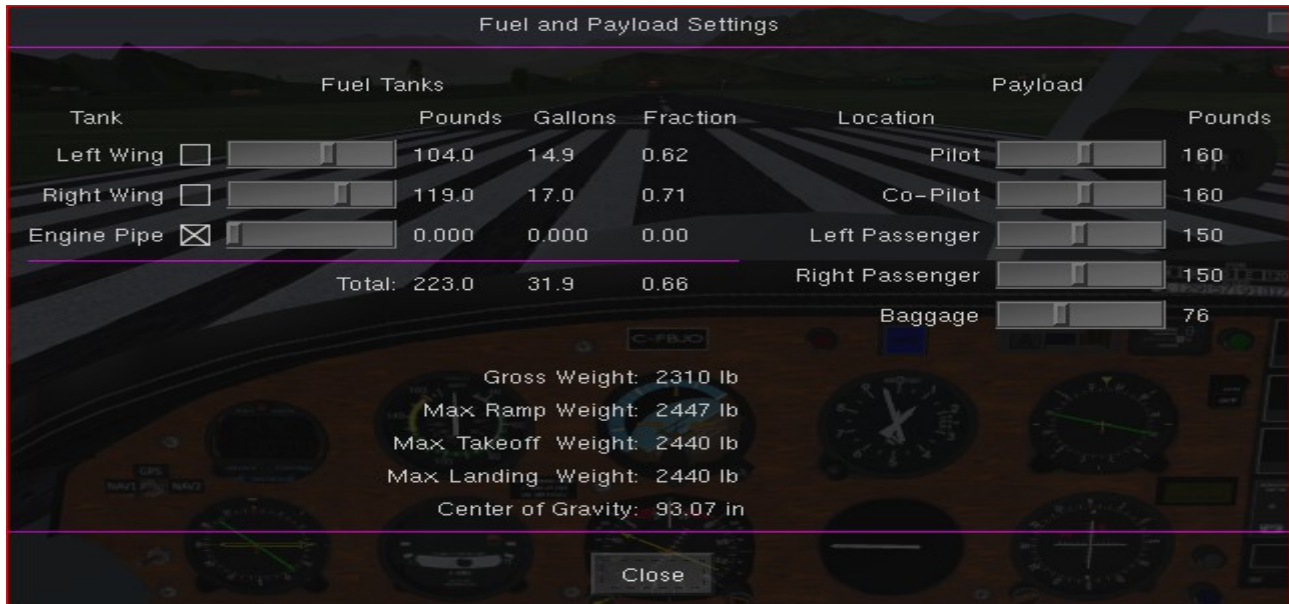 Fuel and Payload Settings
Fuel Tanks
Tank Pounds Gallons Fraction
Left Wing 104.0 14.9 0.62
Right Wing 119.0 17.0 0.71
Engine Pipe 0.000 0.000 0.00
Total: 223.0 31.9 0.66
Payload
Location Pounds
Pilot 160
Co-Pilot 160
Left Passenger 150
Right Passenger 150
Baggage 76
C-FBJO
Gross Weight: 2310 lb
Max Ramp Weight: 2447 lb
Max Takeoff Weight: 2440 lb
Max Landing Weight: 2440 lb
Center of Gravity: 93.07 in
GPS
NAV1 NAV2
Close